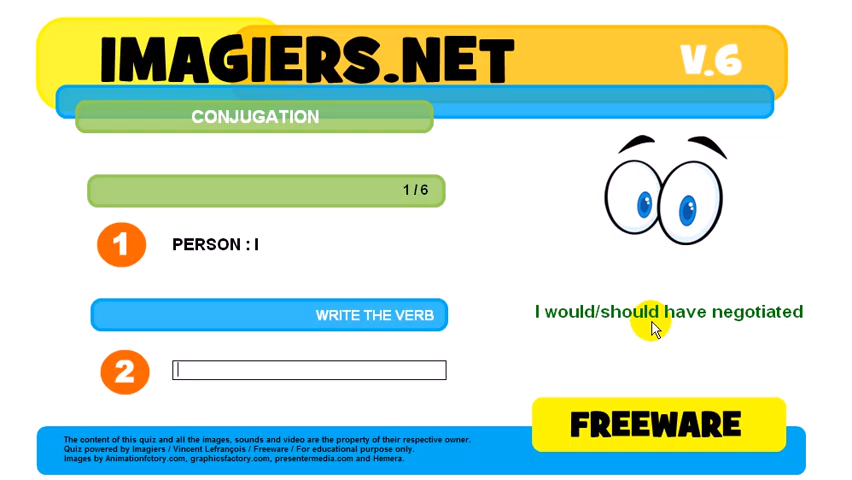 IMAGIERS.NET
V.6
CONJUGATION
1 / 6
1
PERSON : I
WRITE THE VERB
I would/should have negotiated
2
FREEWARE
The content of this quiz and all the images, sounds and video are the property of their respective owner.
Quiz powered by Imagiers / Vincent Lefrançois / Freeware / For educational purpose only.
Images by Animationfotory.com, graphicsfactory.com, presentermedia.com and Hemera.